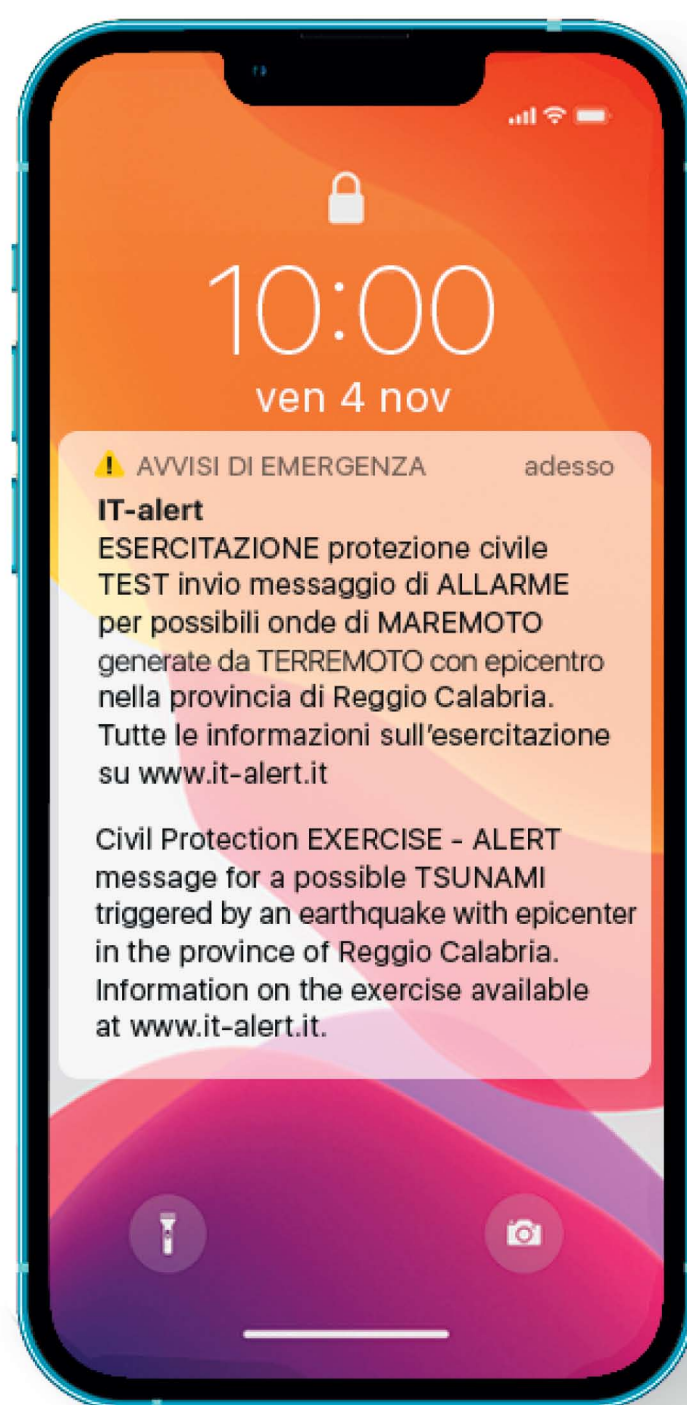 10:00
ven 4 nov
AVVISI DI EMERGENZA adesso
IT-alert
ESERCITAZIONE protezione civile
TEST invio messaggio di ALLARME
per possibili onde di MAREMOTO
generate da TERREMOTO con epicentro
nella provincia di Reggio Calabria.
Tutte le informazioni sull'esercitazione
su www.it-alert.it
Civil Protection EXERCISE - ALERT
message for a possible TSUNAMI
triggered by an earthquake with epicenter
in the province of Reggio Calabria.
Information on the exercise available
at www.it-alert.it.